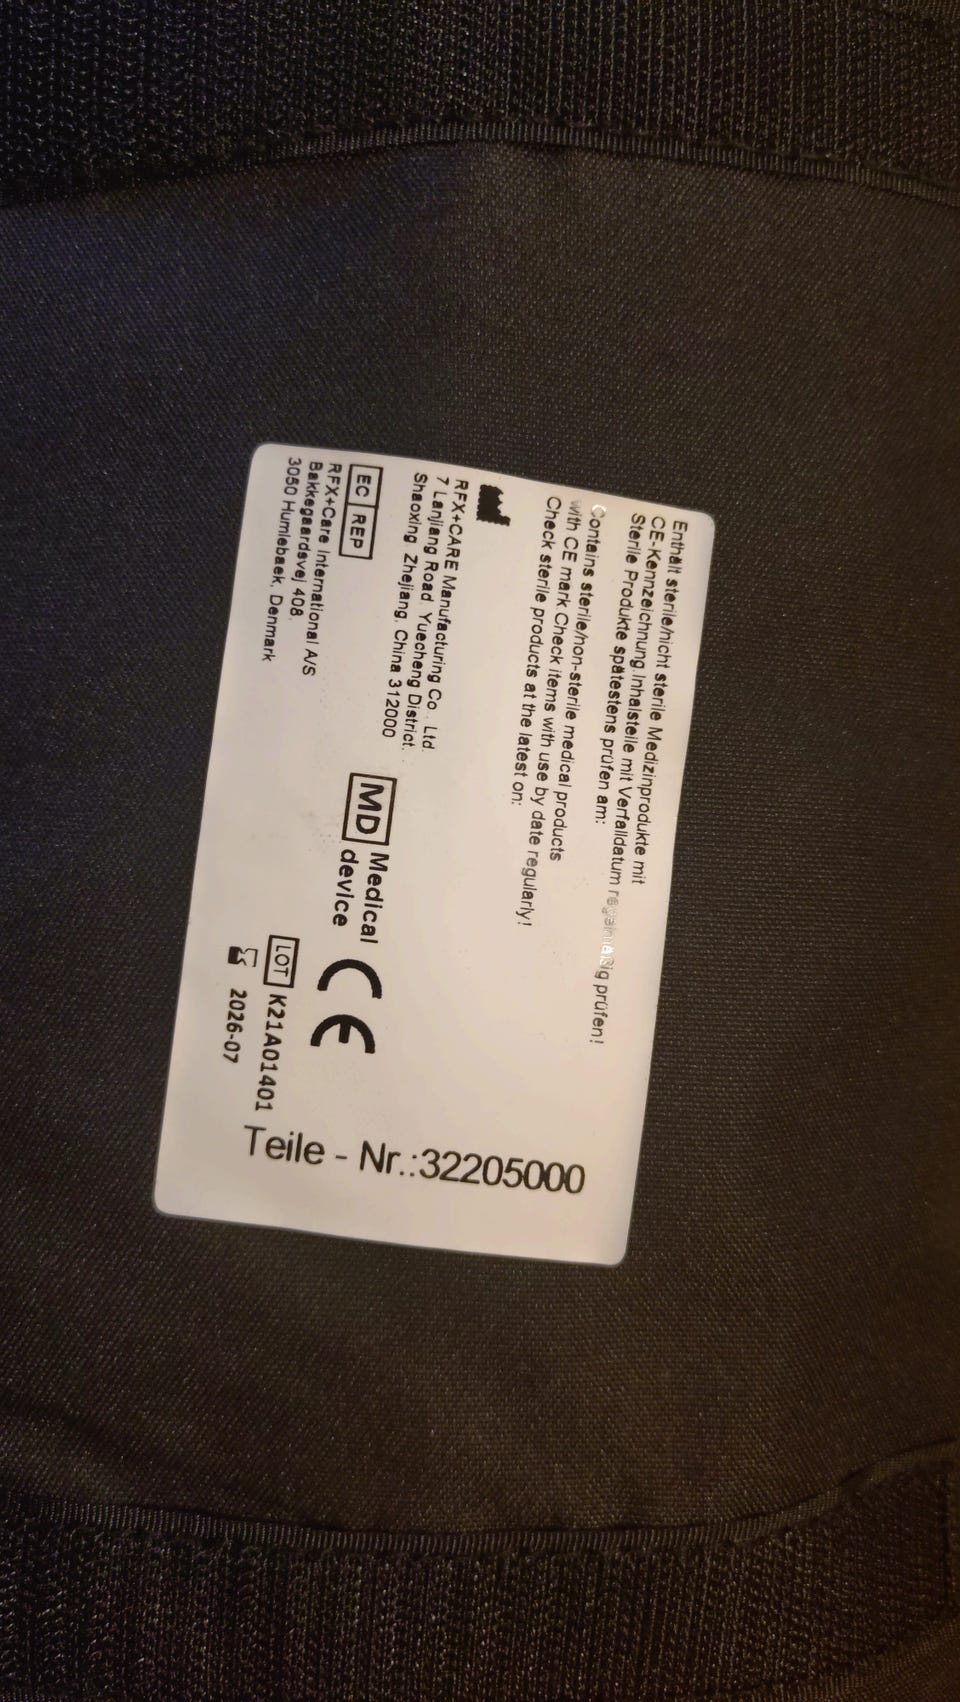 Enthält sterile/nicht sterile Medizinprodukte mit
CE-Kennzeichnung Inhalsteile mit Verfalldatum regelmäßig prüfen!
Sterile Produkte spätestens prüfen am:
Contains sterile/non-sterile medical products
with CE mark.Check items with use by date regularly!
Check sterile products at the latest on:
RFX+CARE Manufacturing Co., Ltd.
7 Lanjiang Road, Yuecheng District,
Shaoxing, Zhejiang, China 312000
EC REP
RFX+Care International A/S
Bakkegaardsvej 408,
3050 Humlebaek, Denmark
MD Medical
device
CE
LOT K21A01401
2026-07
Teile - Nr.:32205000